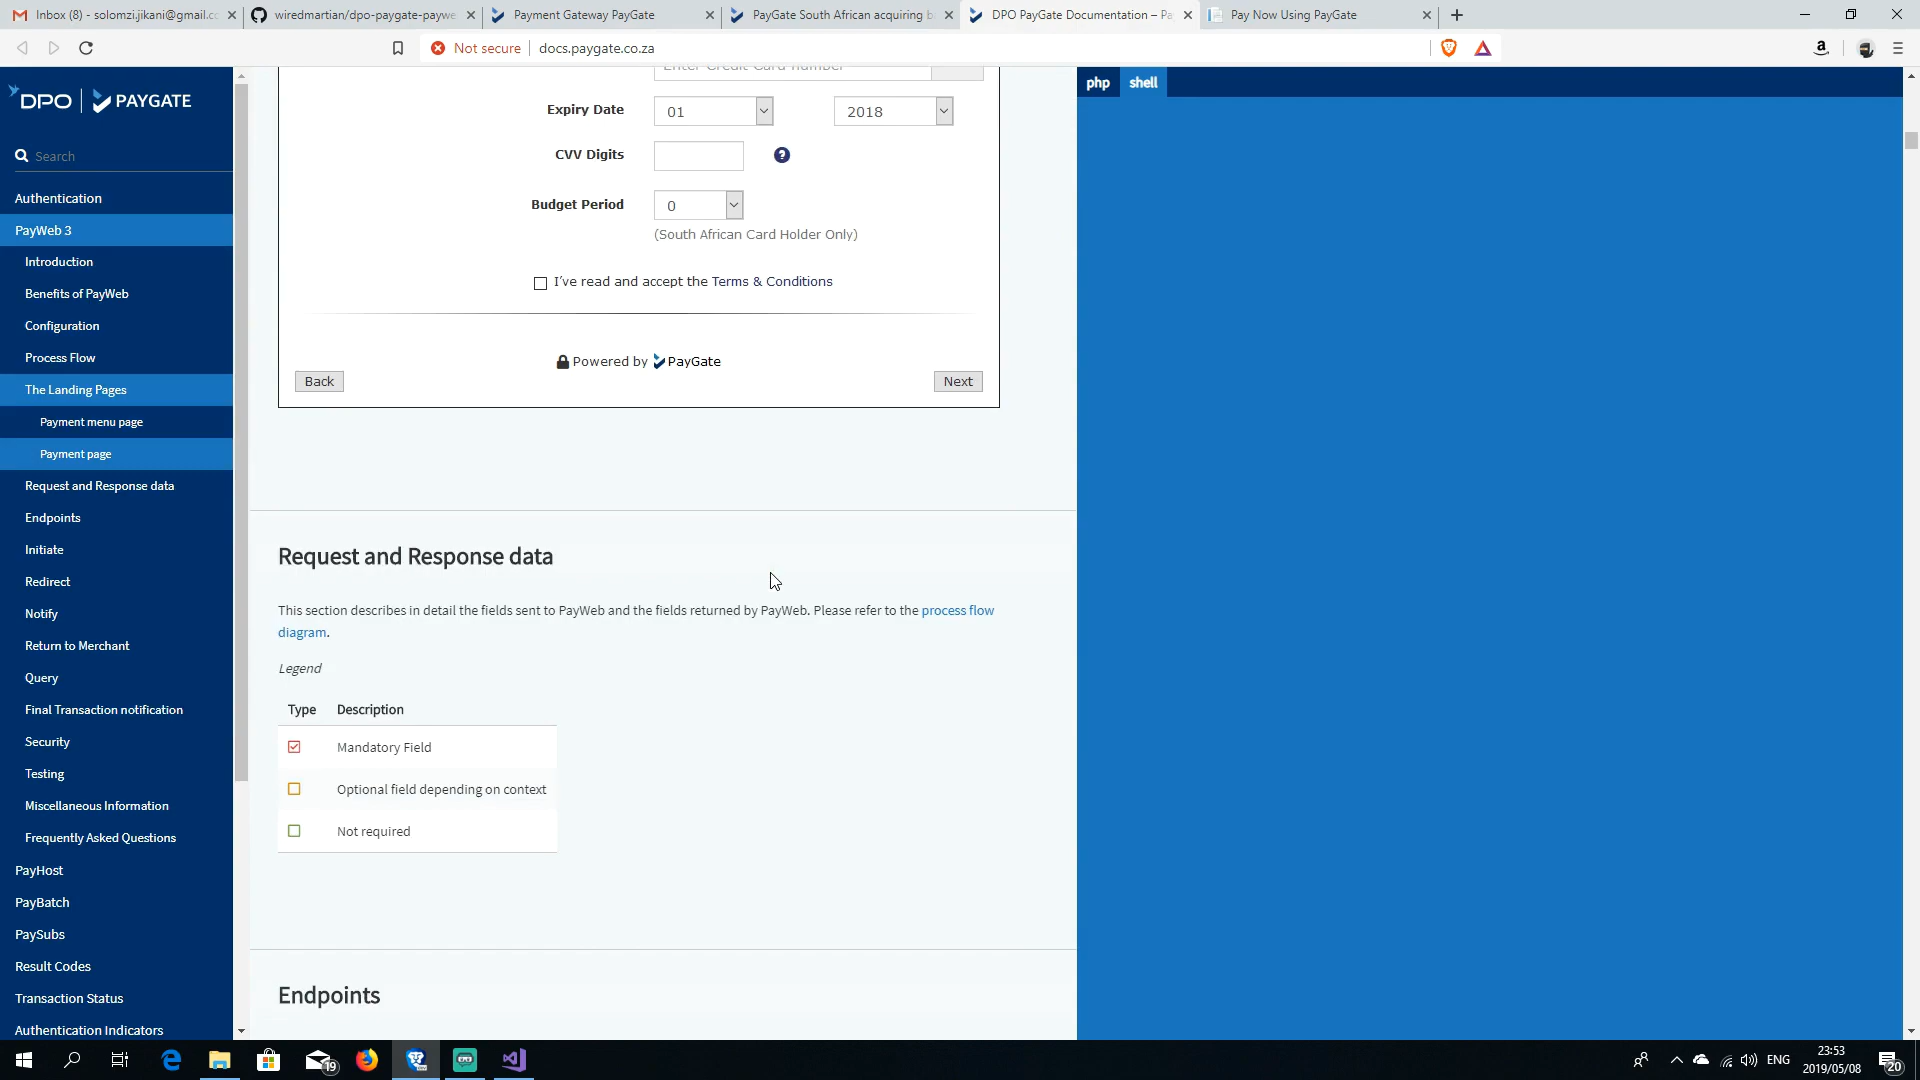 Inbox (8) - solomzi.jikani@gmail.cc
wiredmartian/dpo-paygate-paywe
Payment Gateway PayGate
PayGate South African acquiring b
DPO PayGate Documentation – Pa
Pay Now Using PayGate
Not secure
docs.paygate.co.za
DPO | PAYGATE
Search
Authentication
PayWeb 3
Introduction
Benefits of PayWeb
Configuration
Process Flow
The Landing Pages
Payment menu page
Payment page
Request and Response data
Endpoints
Initiate
Redirect
Notify
Return to Merchant
Query
Final Transaction notification
Security
Testing
Miscellaneous Information
Frequently Asked Questions
PayHost
PayBatch
PaySubs
Result Codes
Transaction Status
Authentication Indicators
Enter Credit Card number
Expiry Date
01
2018
CVV Digits
?
Budget Period
0
(South African Card Holder Only)
I've read and accept the Terms & Conditions
Powered by PayGate
Back
Next
Request and Response data
This section describes in detail the fields sent to PayWeb and the fields returned by PayWeb. Please refer to the process flow
diagram.
Legend
Type Description
Mandatory Field
Optional field depending on context
Not required
Endpoints
php
shell
19
ENG
23:53
2019/05/08
20